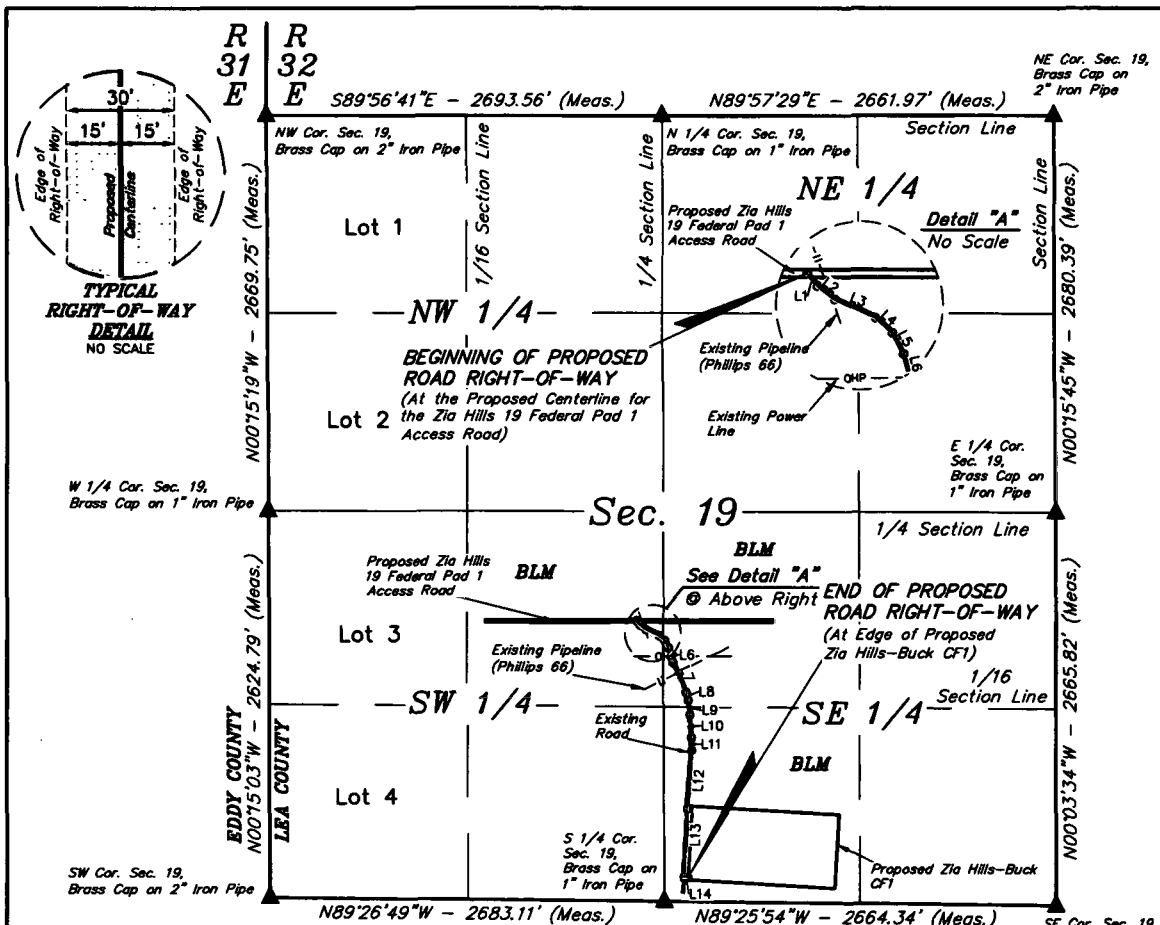 R R
31 32
E E
NE Cor. Sec. 19,
Brass Cap on
2" Iron Pipe
S89°56'41"E - 2693.56' (Meas.)
N89°57'29"E - 2661.97' (Meas.)
30'
15' 15'
Edge of
Right-of-Way
Proposed
Centerline
Edge of
Right-of-Way
TYPICAL
RIGHT-OF-WAY
DETAIL
NO SCALE
NW Cor. Sec. 19,
Brass Cap on 2" Iron Pipe
1/16 Section Line
1/4 Section Line
N 1/4 Cor. Sec. 19,
Brass Cap on 1" Iron Pipe
Section Line
Section Line
NE 1/4
Lot 1
Proposed Zia Hills
19 Federal Pad 1
Access Road
Detail "A"
No Scale
L1
L2
L3
L4
L5
L6
N00°15'19"W - 2669.75' (Meas.)
N00°15'45"W - 2680.39' (Meas.)
NW 1/4
BEGINNING OF PROPOSED
ROAD RIGHT-OF-WAY
(At the Proposed Centerline for
the Zia Hills 19 Federal Pad 1
Access Road)
Existing Pipeline
(Phillips 66)
OHP
Existing Power
Line
Lot 2
E 1/4 Cor.
Sec. 19,
Brass Cap on
1" Iron Pipe
W 1/4 Cor. Sec. 19,
Brass Cap on 1" Iron Pipe
Sec. 19
1/4 Section Line
Proposed Zia Hills
19 Federal Pad 1
Access Road
BLM
BLM
See Detail "A"
@ Above Right
END OF PROPOSED
ROAD RIGHT-OF-WAY
(At Edge of Proposed
Zia Hills-Buck CF1)
Lot 3
Existing Pipeline
(Phillips 66)
L6
L7
L8
L9
L10
L11
L12
L13
L14
1/16
Section Line
SW 1/4
SE 1/4
Existing
Road
BLM
N00°15'03"W - 2624.79' (Meas.)
N00°03'34"W - 2665.82' (Meas.)
EDDY COUNTY
LEA COUNTY
Lot 4
S 1/4 Cor.
Sec. 19,
Brass Cap on
1" Iron Pipe
Proposed Zia Hills-Buck
CF1
SW Cor. Sec. 19,
Brass Cap on 2" Iron Pipe
N89°26'49"W - 2683.11' (Meas.)
N89°25'54"W - 2664.34' (Meas.)
SE Cor. Sec. 19